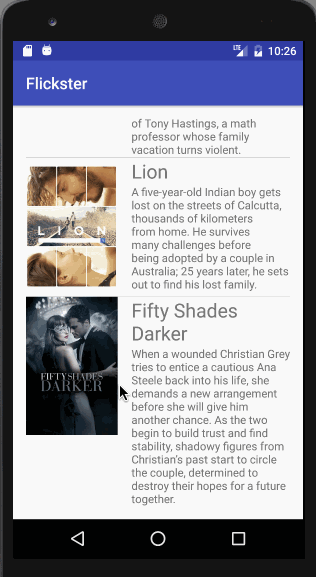 LTE 10:26
Flickster
of Tony Hastings, a math
professor whose family
vacation turns violent.
Lion
A five-year-old Indian boy gets
lost on the streets of Calcutta,
thousands of kilometers
from home. He survives
many challenges before
being adopted by a couple in
Australia; 25 years later, he sets
out to find his lost family.
LION
Fifty Shades
Darker
When a wounded Christian Grey
tries to entice a cautious Ana
Steele back into his life, she
demands a new arrangement
before she will give him
another chance. As the two
begin to build trust and find
stability, shadowy figures from
Christian's past start to circle
the couple, determined to
destroy their hopes for a future
together.
FIFTY SHADES
DARKER